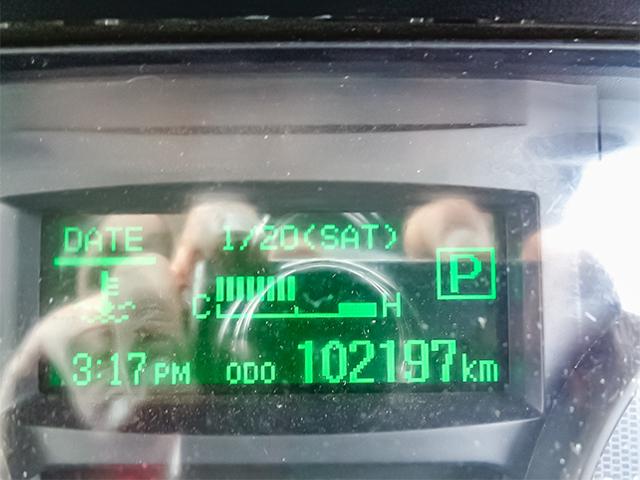 DATE 1/20(SAT)
P
C H
3:17 PM ODO 102197km